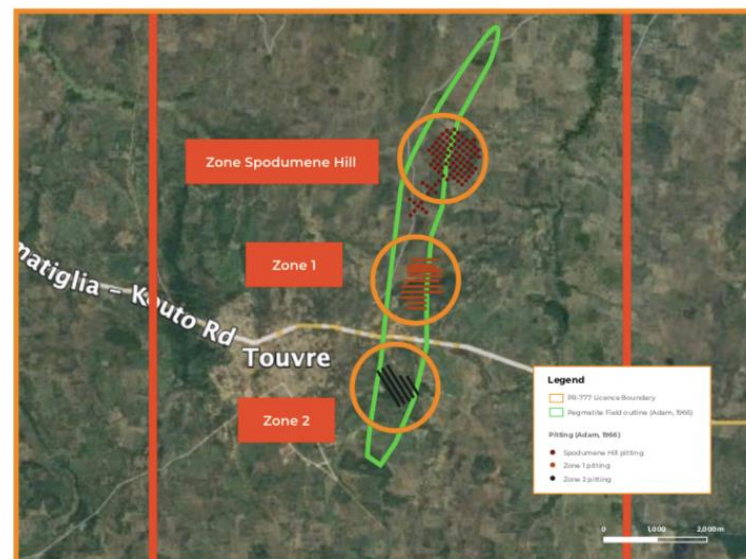 Zone Spodumene Hill
Zone 1
matiglia – Kouto Rd
Touvre
Zone 2
Legend
PR-777 Licence Boundary
Pegmatite Field outline (Adam, 1966)
Pitting (Adam, 1966)
Spodumene Hill pitting
Zone 1 pitting
Zone 2 pitting
0 1,000 2,000m